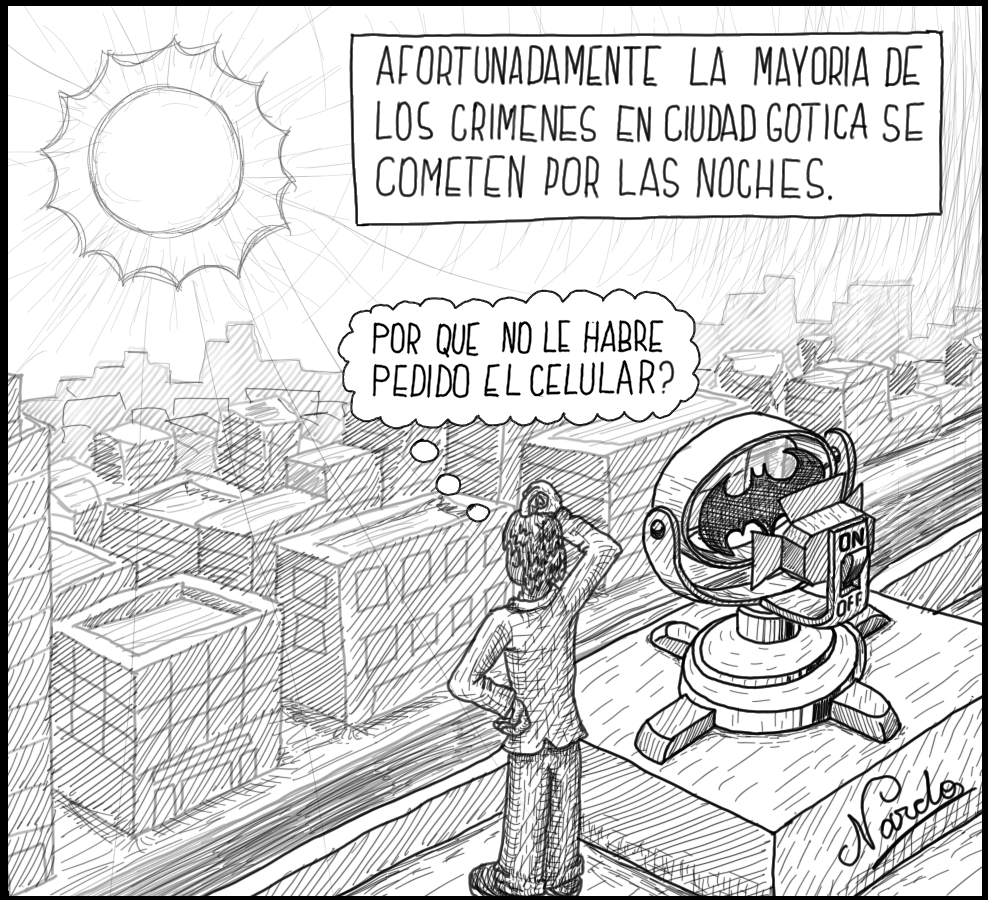 AFORTUNADAMENTE LA MAYORIA DE
LOS CRIMENES EN CIUDAD GOTICA SE
COMETEN POR LAS NOCHES.
POR QUE NO LE HABRE
PEDIDO EL CELULAR?
ON
OFF
Nardo